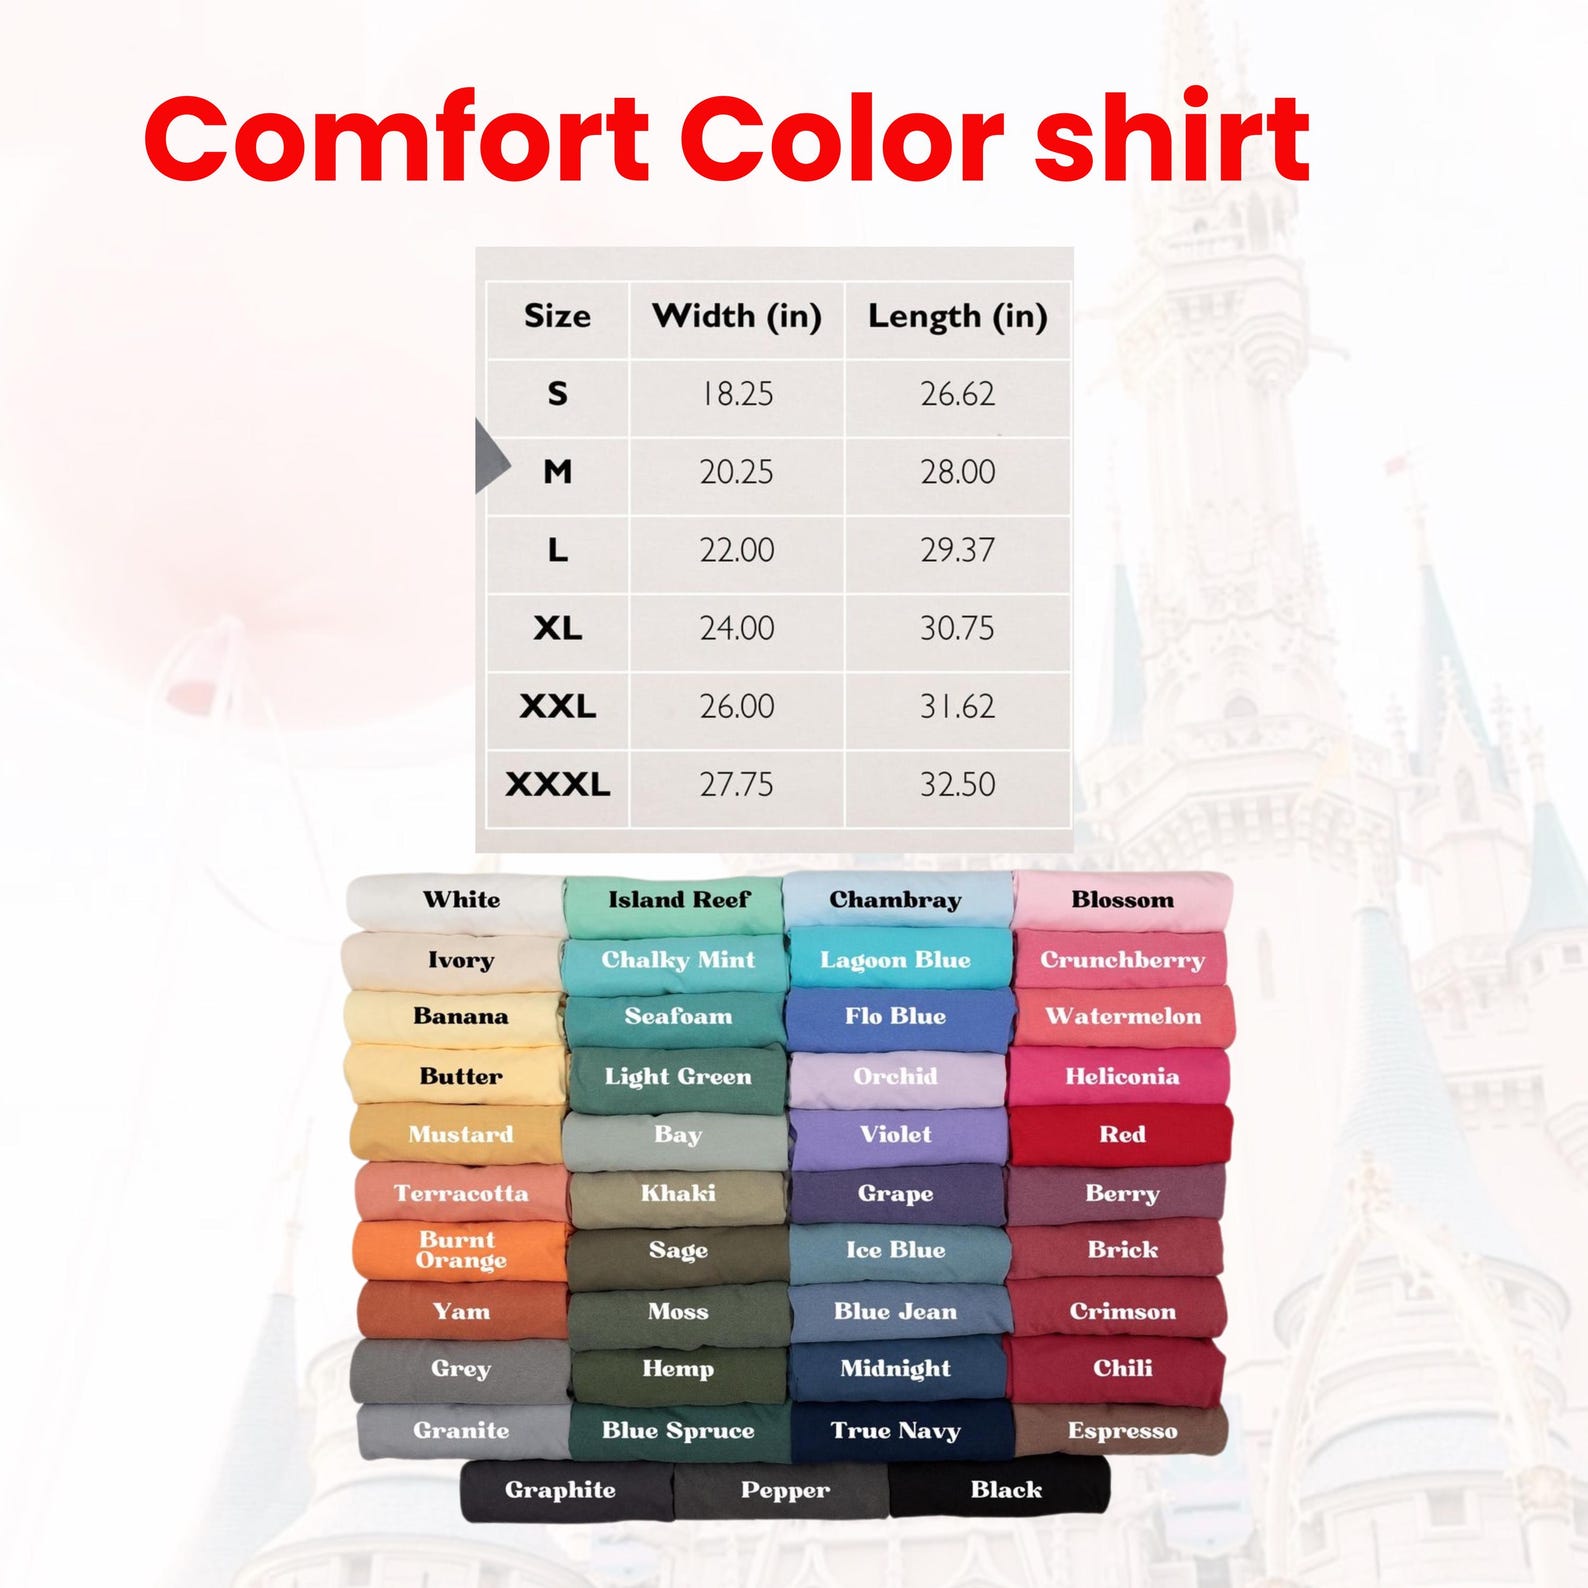 Comfort Color shirt
Size Width (in) Length (in)
S 18.25 26.62
M 20.25 28.00
L 22.00 29.37
XL 24.00 30.75
XXL 26.00 31.62
XXXL 27.75 32.50
White Island Reef Chambray Blossom
Ivory Chalky Mint Lagoon Blue Crunchberry
Banana Seafoam Flo Blue Watermelon
Butter Light Green Orchid Heliconia
Mustard Bay Violet Red
Terracotta Khaki Grape Berry
Burnt
Orange Sage Ice Blue Brick
Yam Moss Blue Jean Crimson
Grey Hemp Midnight Chili
Granite Blue Spruce True Navy Espresso
Graphite Pepper Black